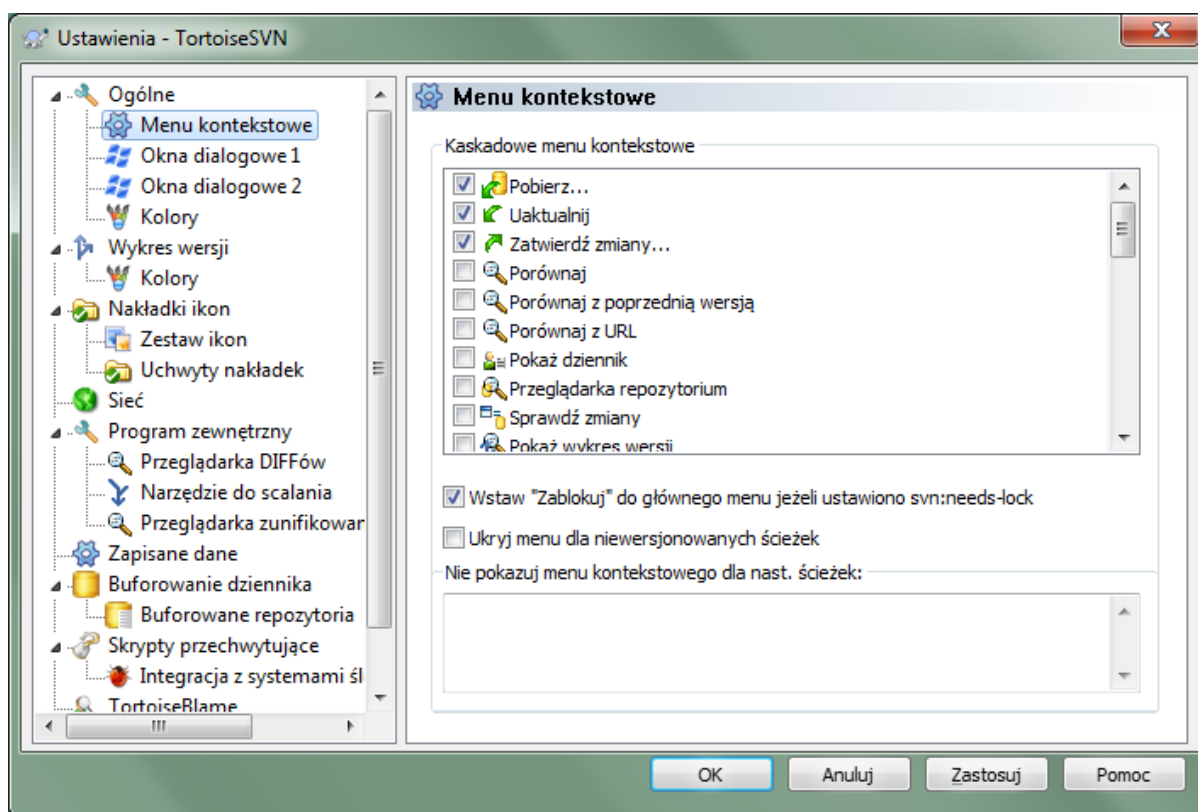 Ustawienia - TortoiseSVN
Ogólne
Menu kontekstowe
Okna dialogowe 1
Okna dialogowe 2
Kolory
Wykres wersji
Kolory
Nakładki ikon
Zestaw ikon
Uchwyty nakładek
Sieć
Program zewnętrzny
Przeglądarka DIFFów
Narzędzie do scalania
Przeglądarka zunifikowar
Zapisane dane
Buforowanie dziennika
Buforowane repozytoria
Skrypty przechwytujące
Integracja z systemami śl
TortoiseBlame
Menu kontekstowe
Kaskadowe menu kontekstowe
Pobierz...
Uaktualnij
Zatwierdź zmiany...
Porównaj
Porównaj z poprzednią wersją
Porównaj z URL
Pokaż dziennik
Przeglądarka repozytorium
Sprawdź zmiany
Pokaż wykres wersji
Wstaw "Zablokuj" do głównego menu jeżeli ustawiono svn:needs-lock
Ukryj menu dla niewersjonowanych ścieżek
Nie pokazuj menu kontekstowego dla nast. ścieżek:
OK
Anuluj
Zastosuj
Pomoc